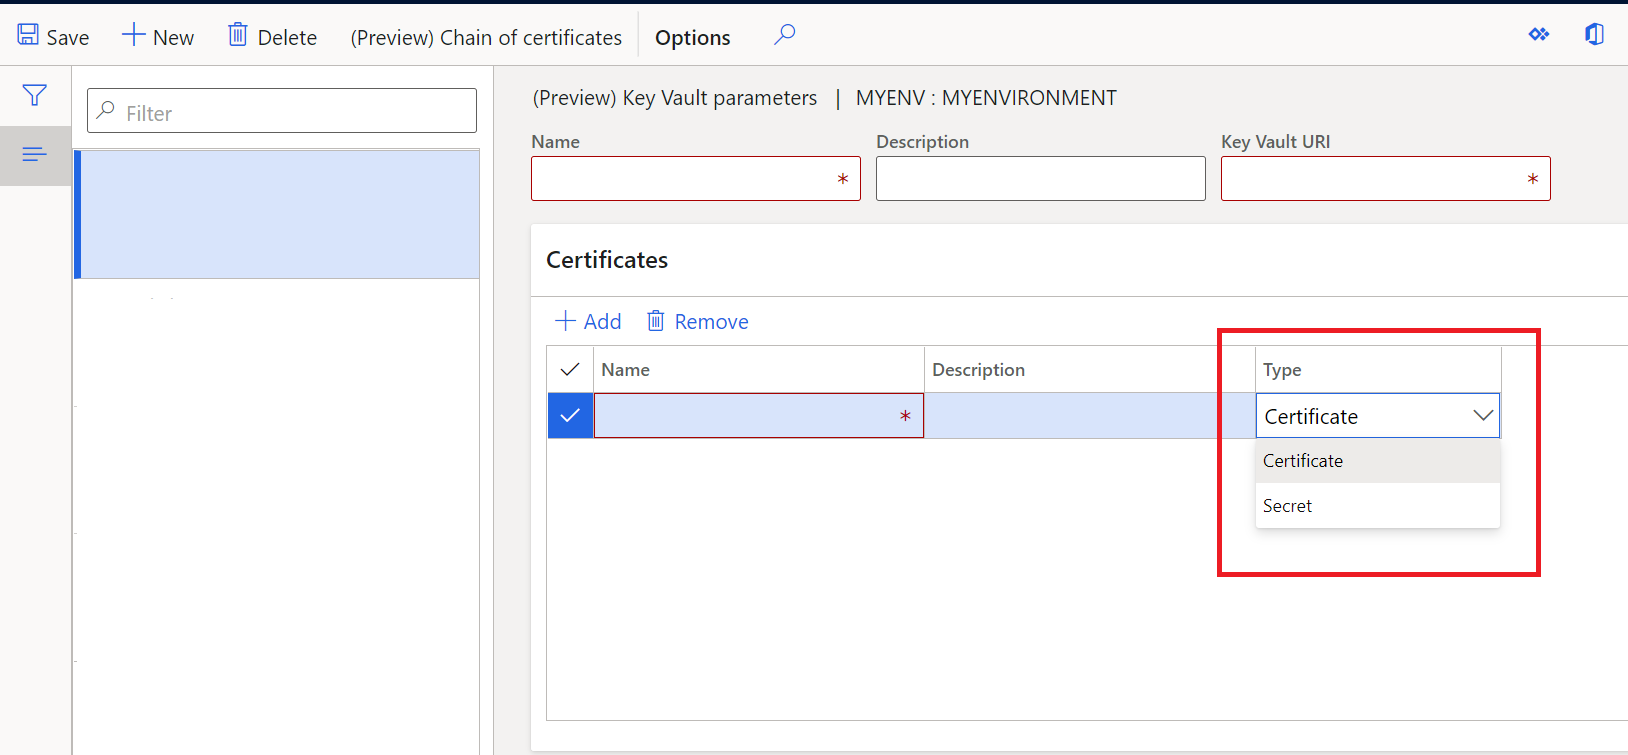 Save New Delete (Preview) Chain of certificates Options
Filter
(Preview) Key Vault parameters | MYENV : MYENVIRONMENT
Name Description Key Vault URI
* *
Certificates
Add Remove
Name Description Type
* Certificate
Certificate
Secret